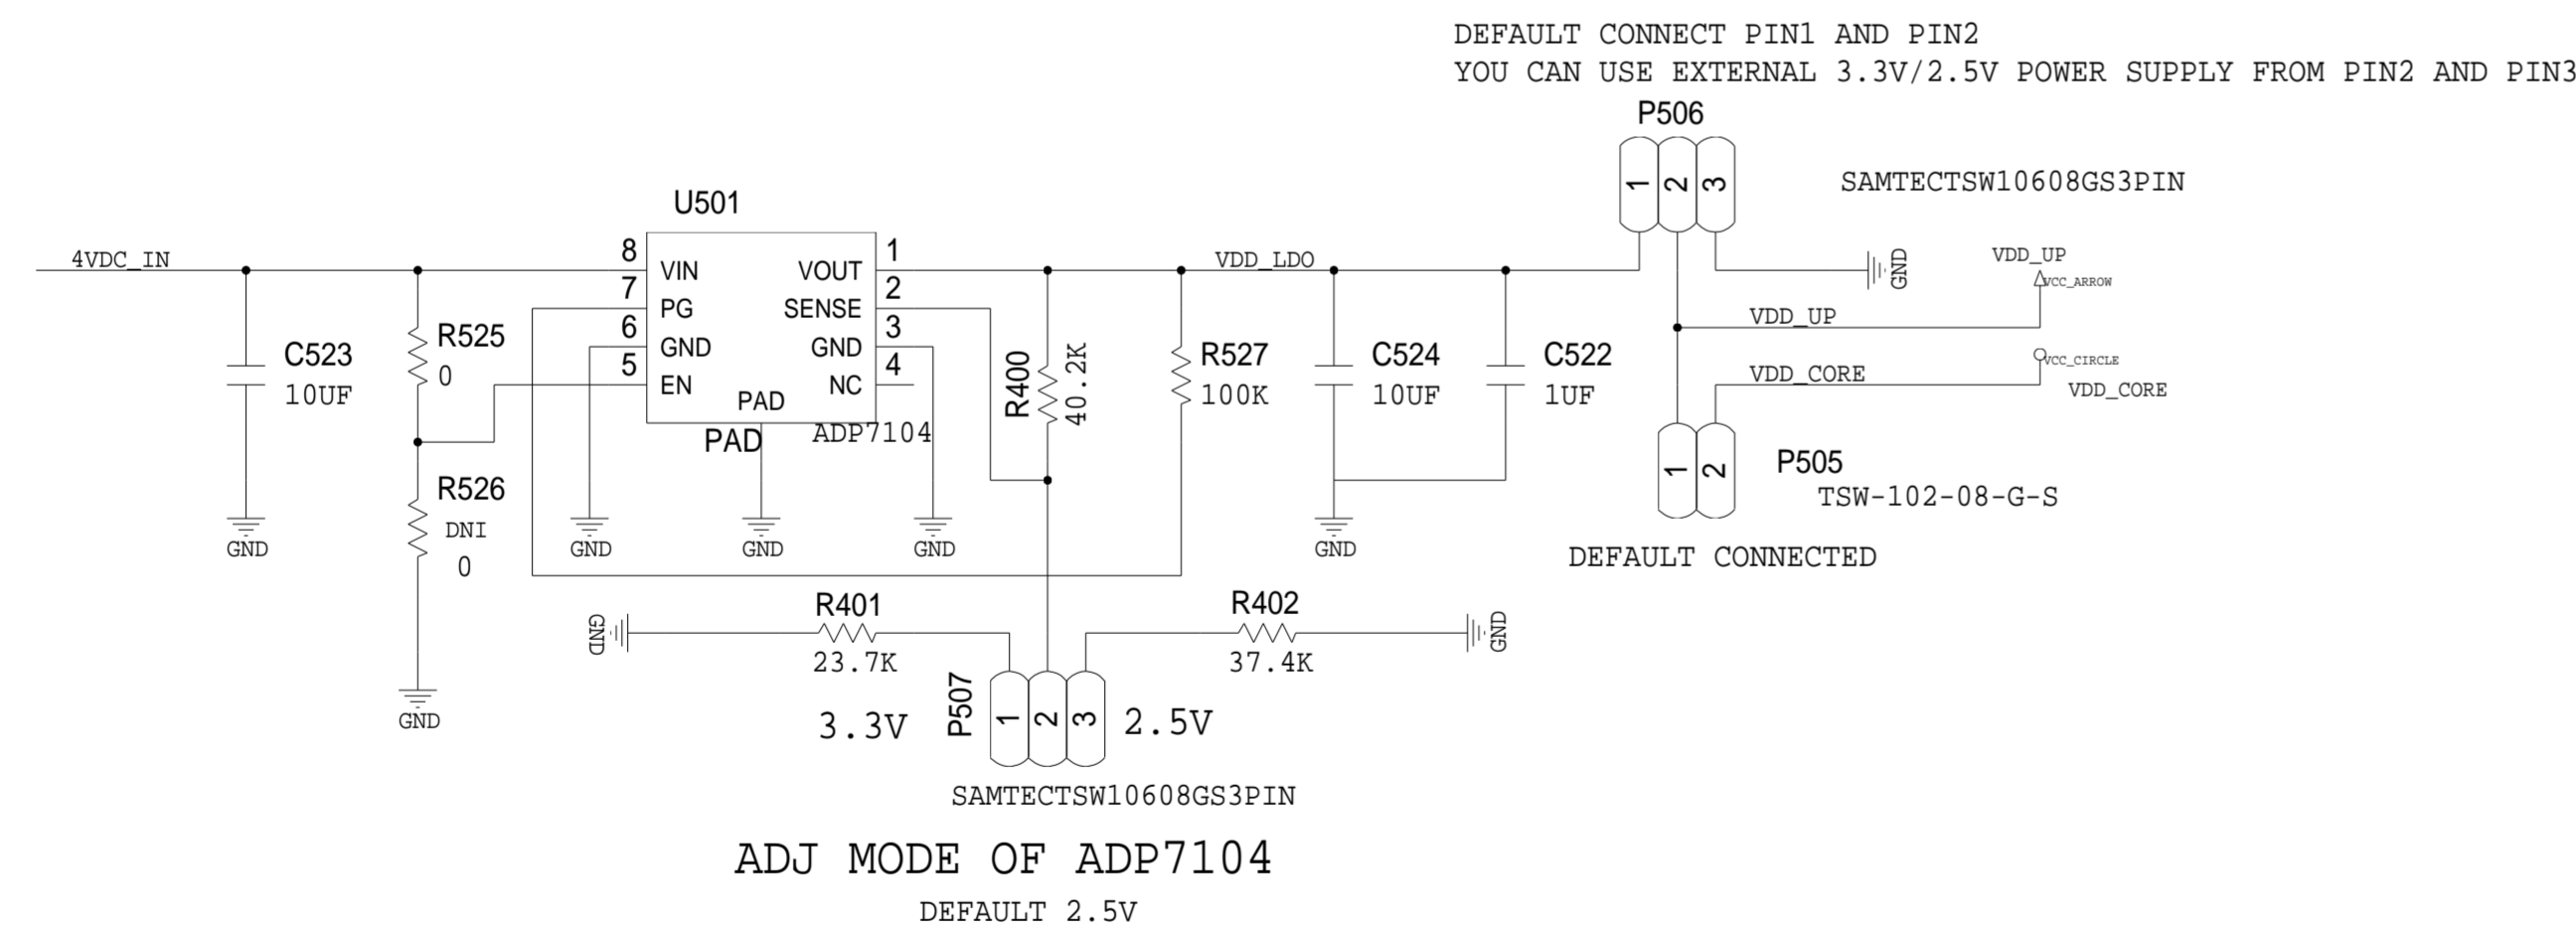 DEFAULT CONNECT PIN1 AND PIN2
YOU CAN USE EXTERNAL 3.3V/2.5V POWER SUPPLY FROM PIN2 AND PIN3
P506
1 2 3
SAMTECTSW10608GS3PIN
GND
VDD_UP
VCC_ARROW
VDD_UP
VCC_CIRCLE
VDD_CORE
VDD_CORE
1 2
P505
TSW-102-08-G-S
DEFAULT CONNECTED
4VDC_IN
C523
10UF
GND
R525
0
R526
DNI
0
GND
U501
8 VIN
7 PG
6 GND
5 EN
VOUT 1
SENSE 2
GND 3
NC 4
PAD
PAD
ADP7104
GND
GND
GND
R400
40.2K
VDD_LDO
R527
100K
C524
10UF
C522
1UF
GND
GND
R401
23.7K
R402
37.4K
GND
3.3V
P507
1 2 3
2.5V
SAMTECTSW10608GS3PIN
ADJ MODE OF ADP7104
DEFAULT 2.5V